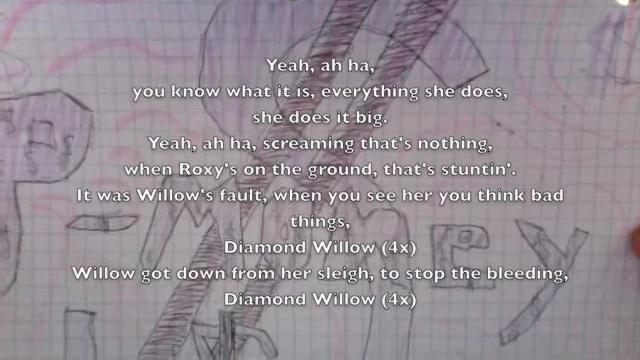 Yeah, ah ha,
you know what it is, everything she does,
she does it big.
Yeah, ah ha, screaming that's nothing,
when Roxy's on the ground, that's stuntin'.
It was Willow's fault, when you see her you think bad
things,
Diamond Willow (4x)
Willow got down from her sleigh, to stop the bleeding,
Diamond Willow (4x)